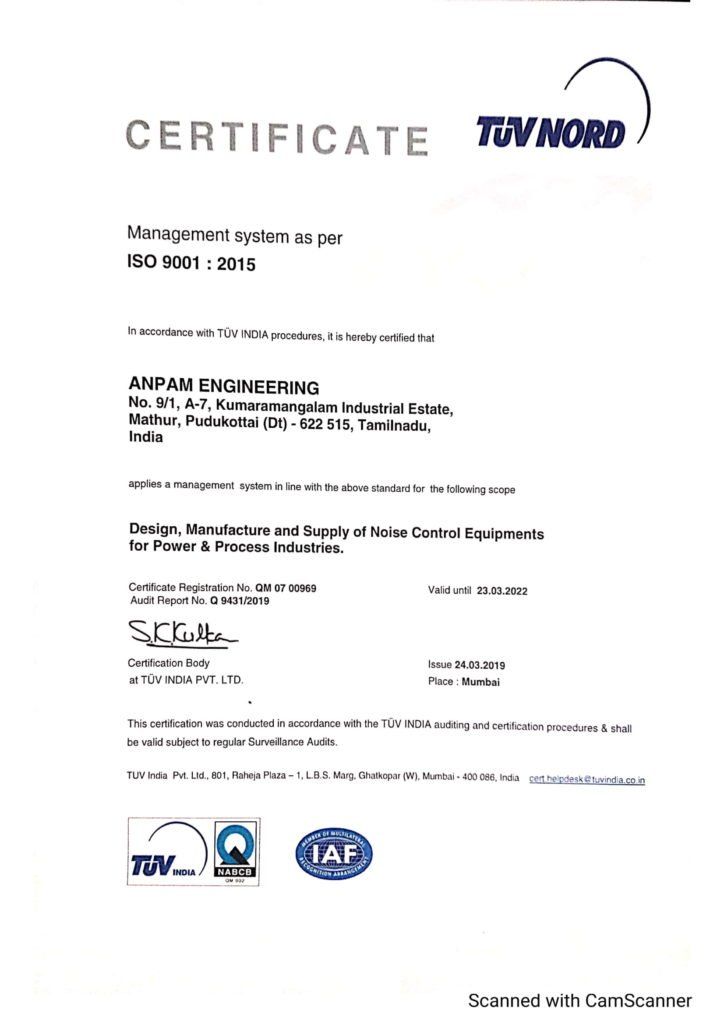 CERTIFICATE
TÜV NORD
Management system as per
ISO 9001 : 2015
In accordance with TÜV INDIA procedures, it is hereby certified that
ANPAM ENGINEERING
No. 9/1, A-7, Kumaramangalam Industrial Estate,
Mathur, Pudukottai (Dt) - 622 515, Tamilnadu,
India
applies a management system in line with the above standard for the following scope
Design, Manufacture and Supply of Noise Control Equipments
for Power & Process Industries.
Certificate Registration No. QM 07 00969
Audit Report No. Q 9431/2019
Valid until 23.03.2022
S.K.Kulka
Certification Body
at TÜV INDIA PVT. LTD.
Issue 24.03.2019
Place : Mumbai
This certification was conducted in accordance with the TÜV INDIA auditing and certification procedures & shall
be valid subject to regular Surveillance Audits.
TUV India Pvt. Ltd., 801, Raheja Plaza – 1, L.B.S. Marg, Ghatkopar (W), Mumbai - 400 086, India cert.helpdesk@tuvindia.co.in
TÜV INDIA
NABCB
QM 002
MEMBER OF MULTILATERAL
IAF
RECOGNITION ARRANGEMENT
Scanned with CamScanner